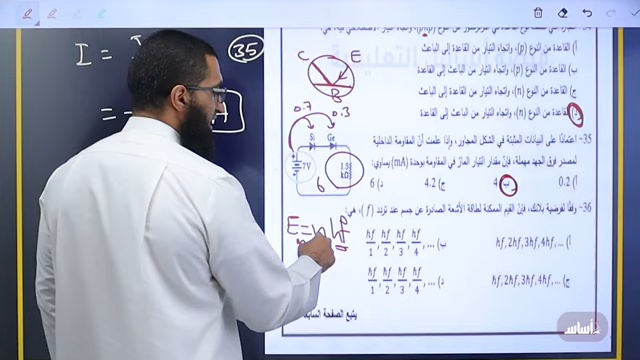 35
I =
C E
B
أ) القاعدة من النوع (p)، واتجاه التيار من القاعدة إلى الباعث
ب) القاعدة من النوع (p)، واتجاه التيار من الباعث إلى القاعدة
ج) القاعدة من النوع (n)، واتجاه التيار من القاعدة إلى الباعث
د) القاعدة من النوع (n)، واتجاه التيار من الباعث إلى القاعدة
0.7 0.3
Si Ge
7V
1.5 kΩ
6
35- اعتمادًا على البيانات المثبتة في الشكل المجاور، وإذا علمت أنّ المقاومة الداخلية
لمصدر فرق الجهد مهملة، فإنّ مقدار التيار المارّ في المقاومة بوحدة (mA) يساوي:
أ) 0.2 ب) 4 ج) 4.2 د) 6
36- وفقًا لفرضية بلانك، فإنّ القيم الممكنة لطاقة الأشعة الصادرة عن جسم عند تردد (f)، هي:
أ) hf, 2hf, 3hf, 4hf, ... ب) hf/1, hf/2, hf/3, hf/4, ...
ج) hf, 2hf, 3hf, 4hf, ... د) hf/1, hf/2, hf/3, hf/4, ...
E = n hf
يتبع الصفحة
أساس